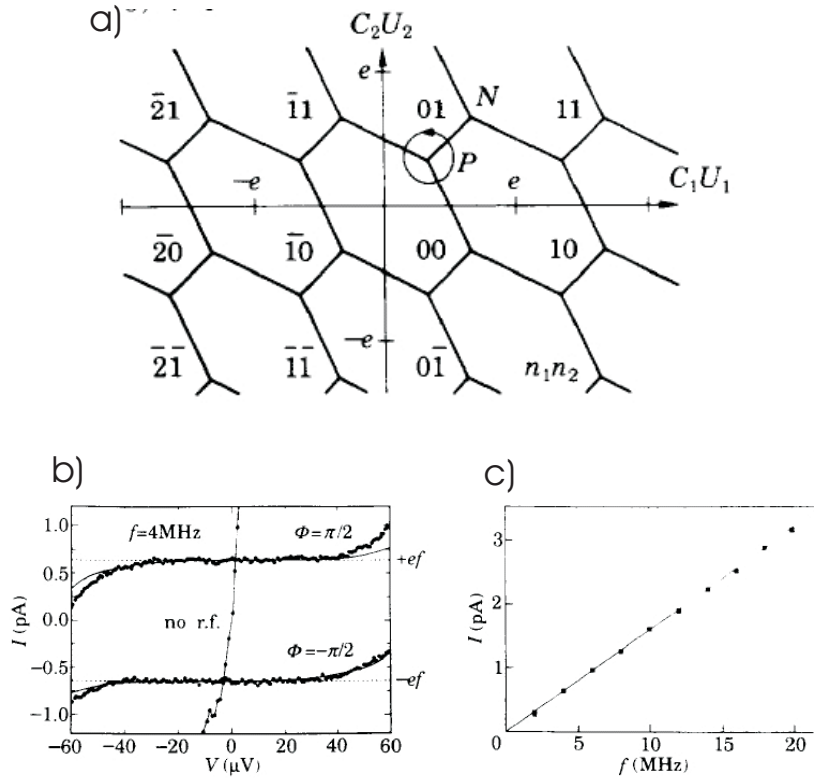 a)
C₂U₂
e
2̄1 1̄1 01 N 11
P
-e e C₁U₁
2̄0 1̄0 00 10
-e
2̄1̄ 1̄1̄ 01̄ n₁n₂
b)
f=4MHz Φ=π/2
+ef
no r.f.
Φ=-π/2
-ef
1.0
0.5
0.0
-0.5
-1.0
I (pA)
-60 -40 -20 0 20 40 60
V (μV)
c)
3
2
1
0
I (pA)
5 10 15 20
f (MHz)